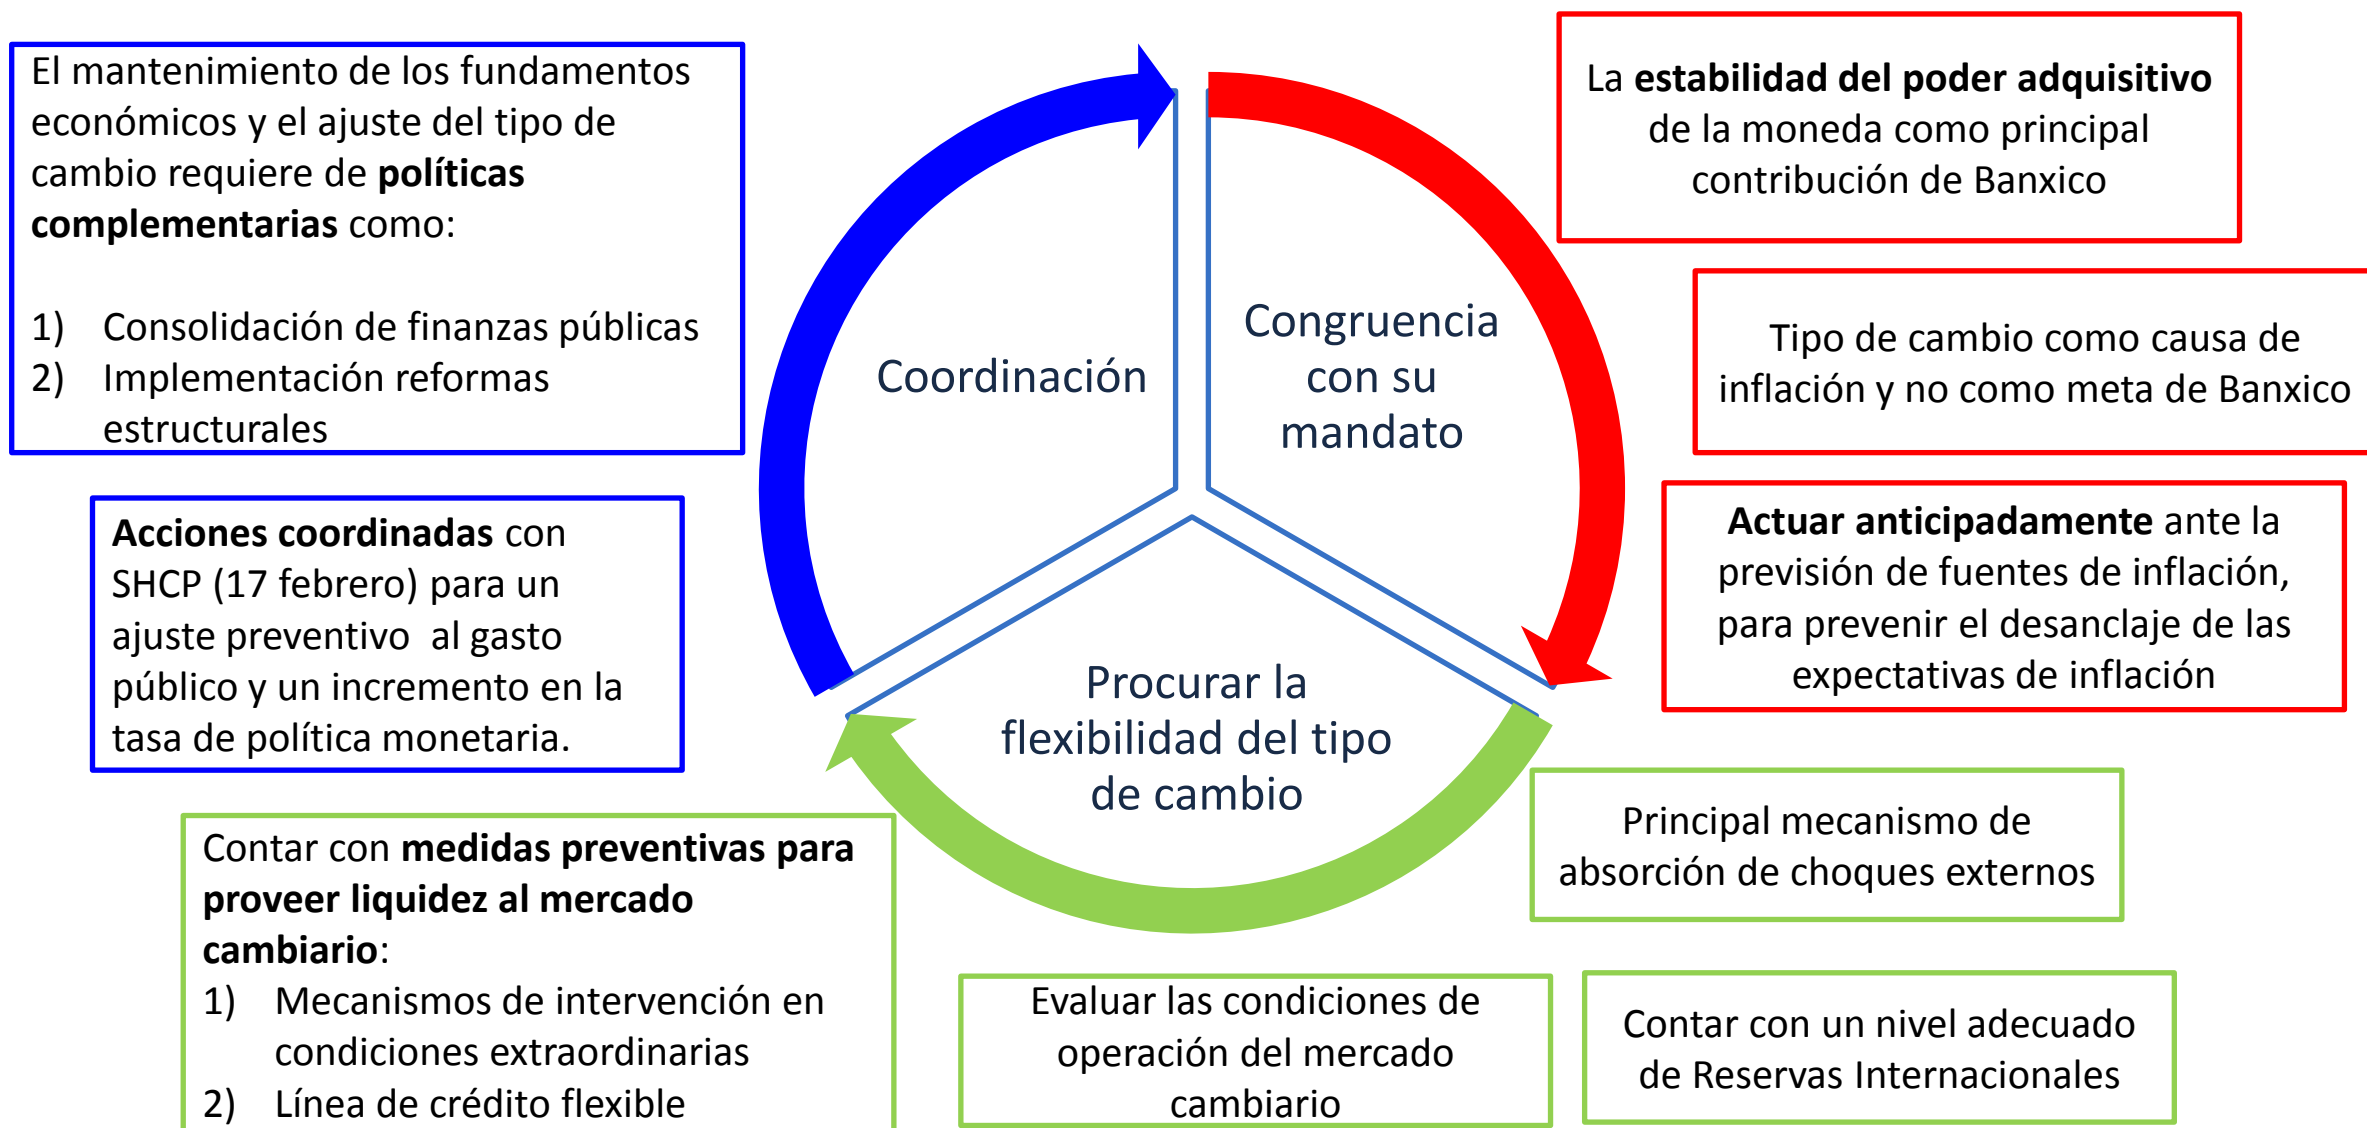 El mantenimiento de los fundamentos
económicos y el ajuste del tipo de
cambio requiere de políticas
complementarias como:
1) Consolidación de finanzas públicas
2) Implementación reformas
estructurales
Acciones coordinadas con
SHCP (17 febrero) para un
ajuste preventivo al gasto
público y un incremento en la
tasa de política monetaria.
Contar con medidas preventivas para
proveer liquidez al mercado
cambiario:
1) Mecanismos de intervención en
condiciones extraordinarias
2) Línea de crédito flexible
Coordinación
Congruencia
con su
mandato
Procurar la
flexibilidad del tipo
de cambio
La estabilidad del poder adquisitivo
de la moneda como principal
contribución de Banxico
Tipo de cambio como causa de
inflación y no como meta de Banxico
Actuar anticipadamente ante la
previsión de fuentes de inflación,
para prevenir el desanclaje de las
expectativas de inflación
Principal mecanismo de
absorción de choques externos
Evaluar las condiciones de
operación del mercado
cambiario
Contar con un nivel adecuado
de Reservas Internacionales